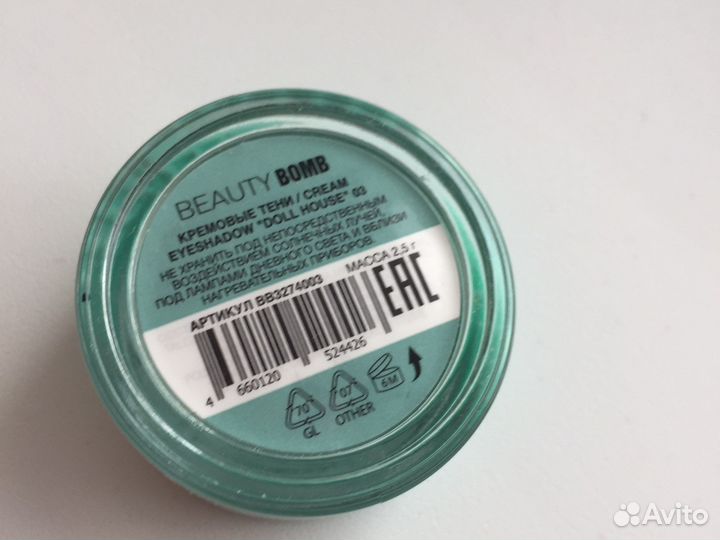 BEAUTY BOMB
КРЕМОВЫЕ ТЕНИ / CREAM
EYESHADOW "DOLL HOUSE" 03
НЕ ХРАНИТЬ ПОД НЕПОСРЕДСТВЕННЫМ
ВОЗДЕЙСТВИЕМ СОЛНЕЧНЫХ ЛУЧЕЙ,
ПОД ЛАМПАМИ ДНЕВНОГО СВЕТА И ВБЛИЗИ
НАГРЕВАТЕЛЬНЫХ ПРИБОРОВ.
МАССА 2,5 г
АРТИКУЛ BB3274003
EAC
4 660120 524426
70 07 6M
GL OTHER
Avito